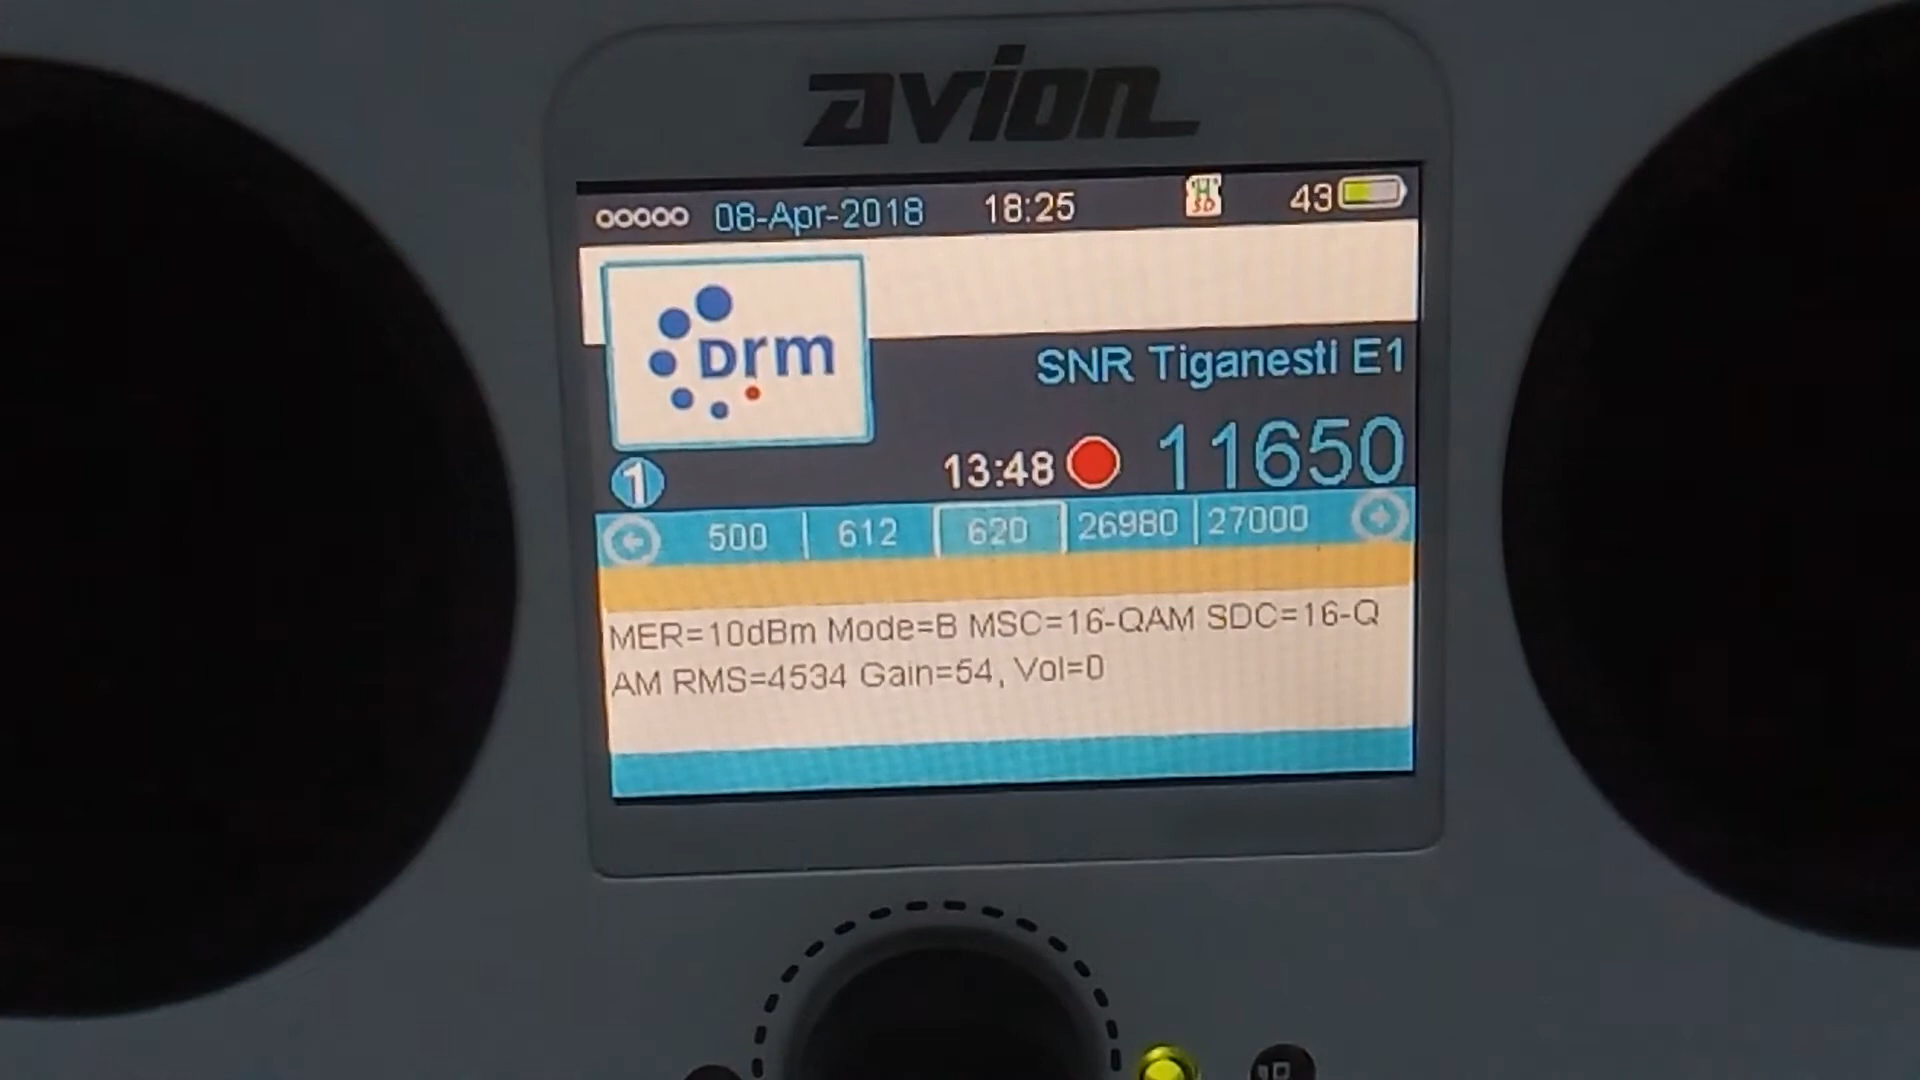 avion
08-Apr-2018 18:25 43
Drm
SNR Tiganesti E1
1 13:48 11650
500 612 620 26980 27000
MER=10dBm Mode=B MSC=16-QAM SDC=16-Q
AM RMS=4534 Gain=54, Vol=0